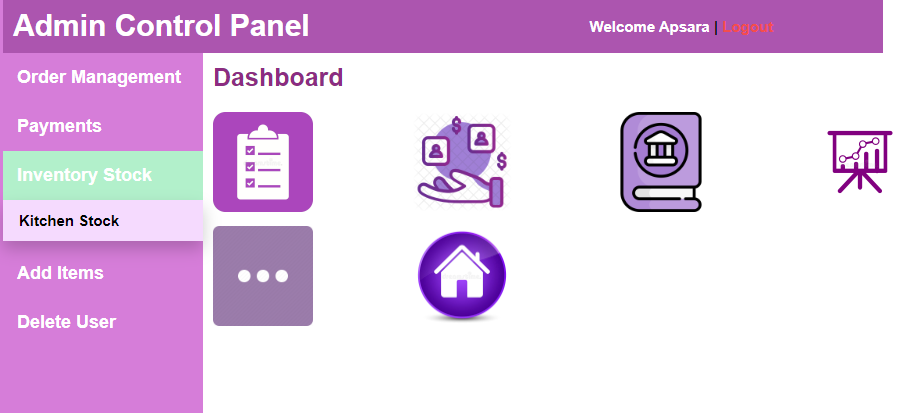 Admin Control Panel
Welcome Apsara | Logout
Order Management
Payments
Inventory Stock
Kitchen Stock
Add Items
Delete User
Dashboard
$
$